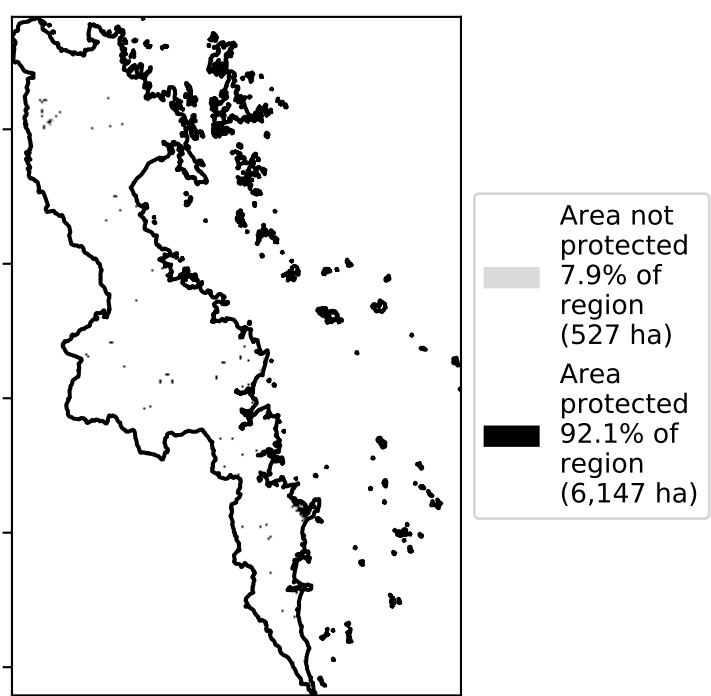 Area not
protected
7.9% of
region
(527 ha)
Area
protected
92.1% of
region
(6,147 ha)